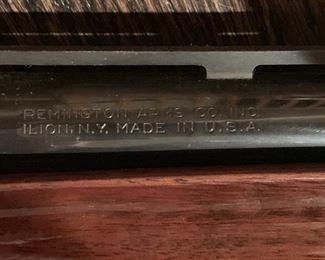 REMINGTON ARMS CO. INC.
ILION, N.Y. MADE IN U.S.A.